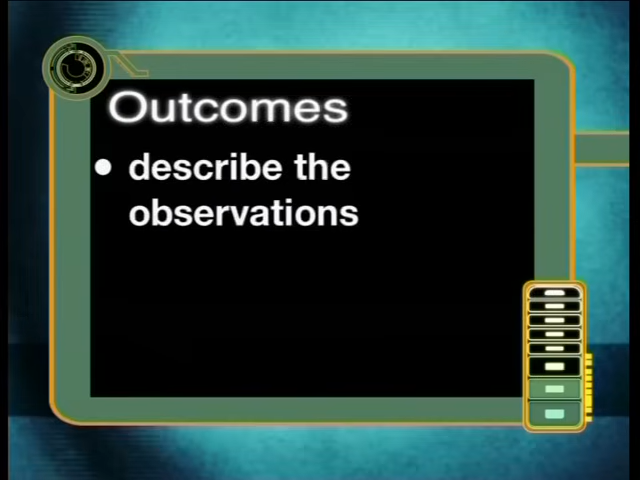 Outcomes
• describe the
observations